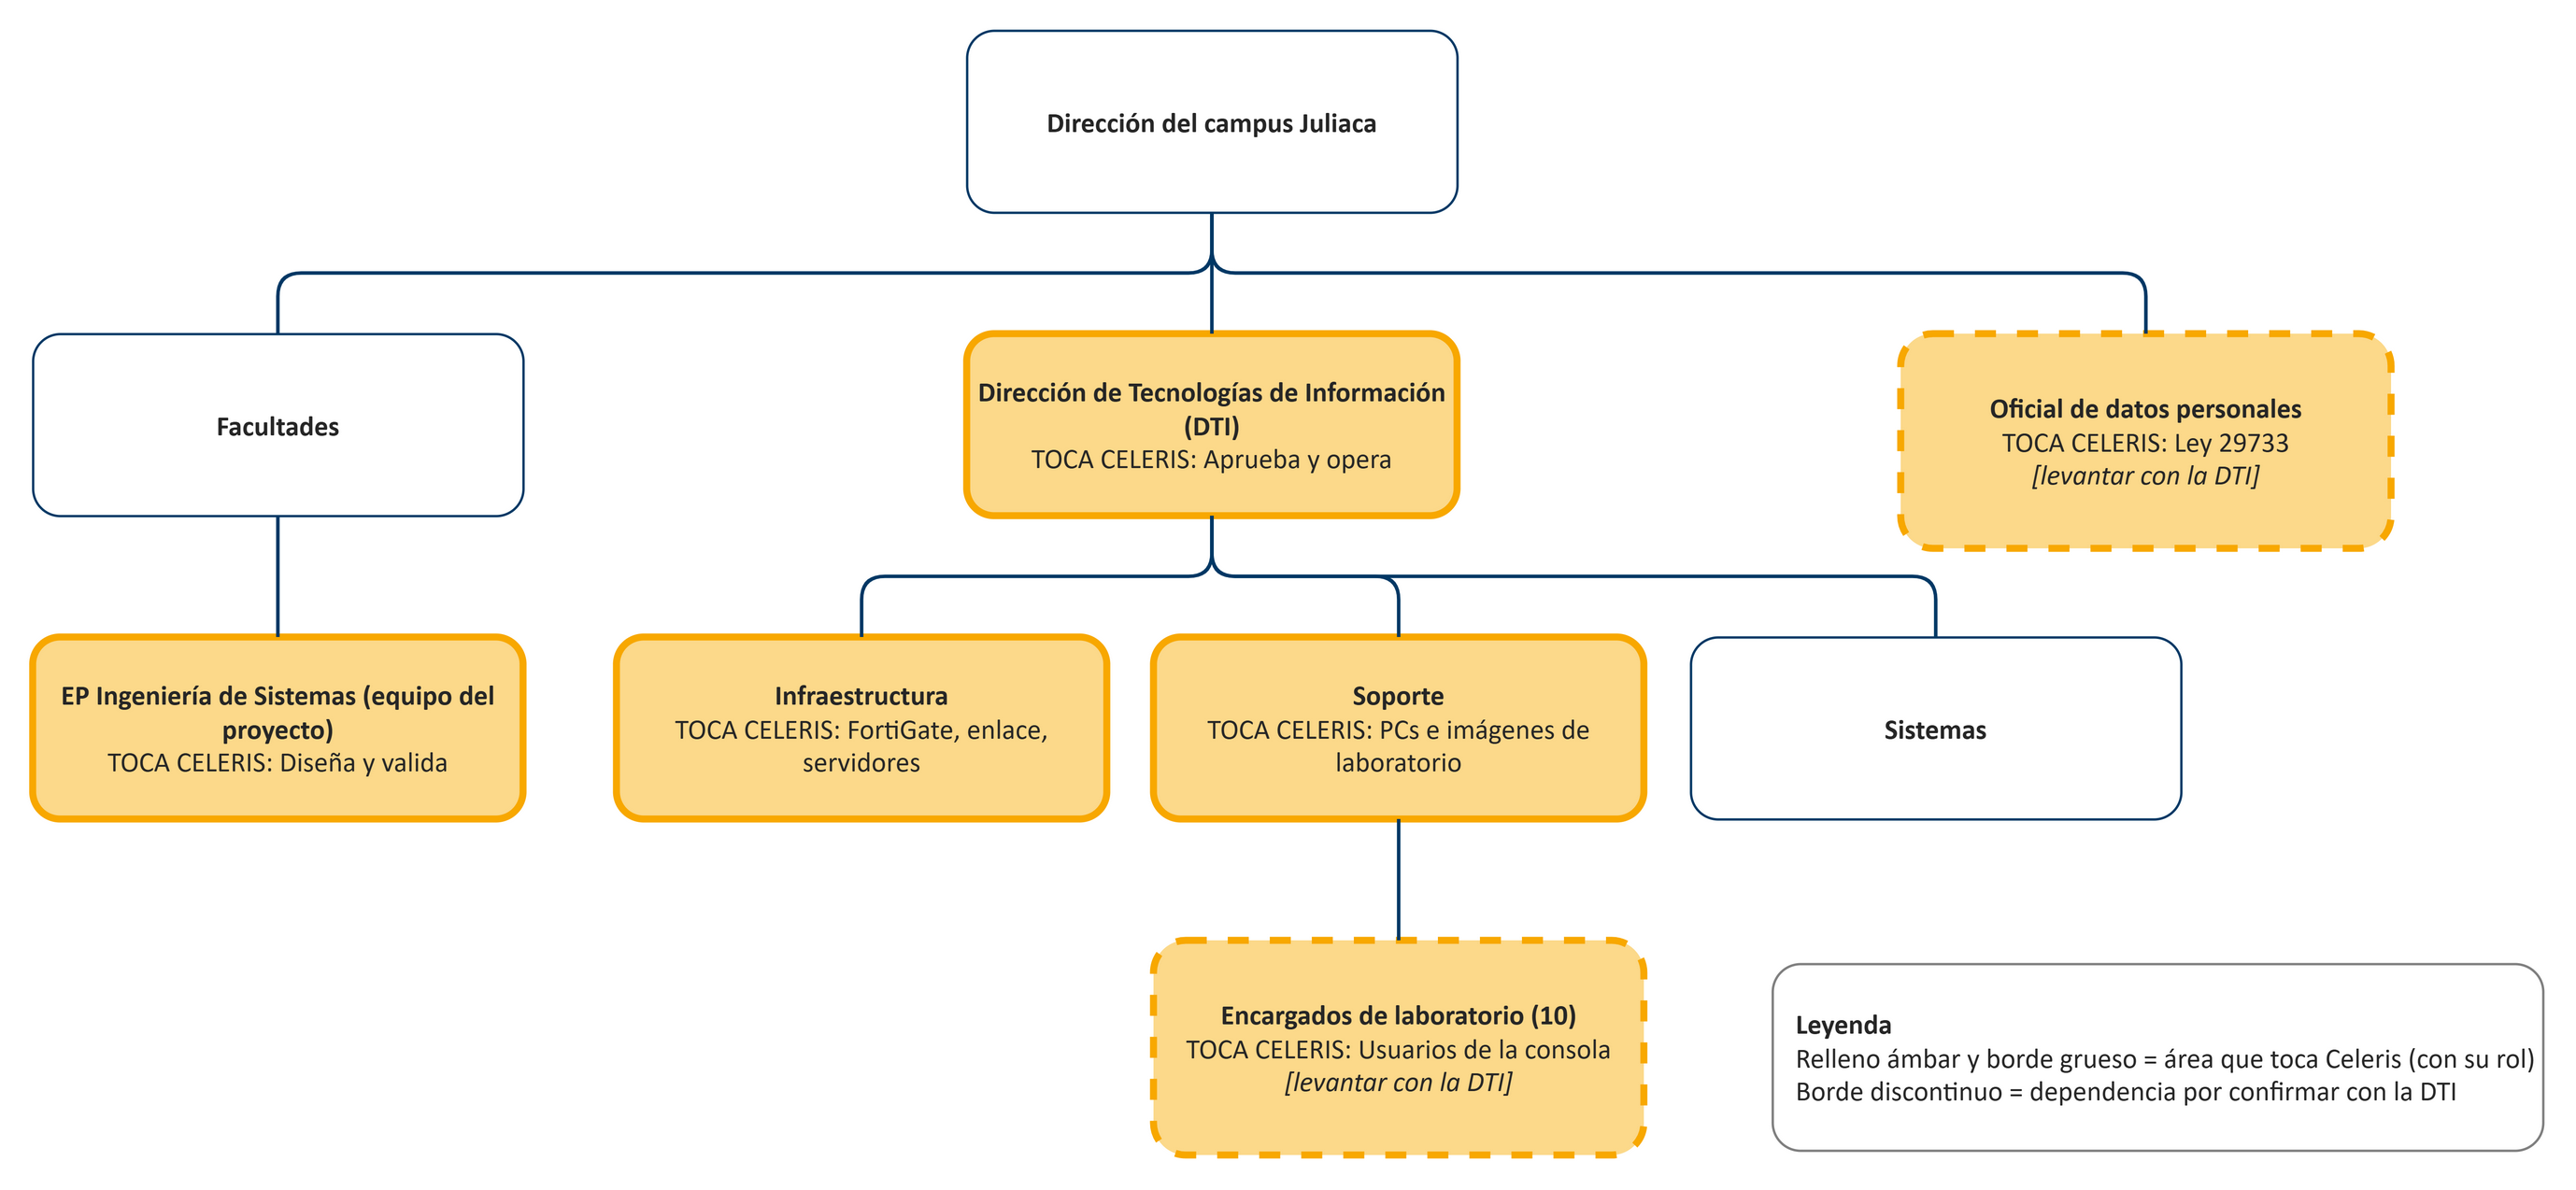 Dirección del campus Juliaca
Facultades
Dirección de Tecnologías de Información
(DTI)
TOCA CELERIS: Aprueba y opera
Oficial de datos personales
TOCA CELERIS: Ley 29733
[levantar con la DTI]
EP Ingeniería de Sistemas (equipo del
proyecto)
TOCA CELERIS: Diseña y valida
Infraestructura
TOCA CELERIS: FortiGate, enlace,
servidores
Soporte
TOCA CELERIS: PCs e imágenes de
laboratorio
Sistemas
Encargados de laboratorio (10)
TOCA CELERIS: Usuarios de la consola
[levantar con la DTI]
Leyenda
Relleno ámbar y borde grueso = área que toca Celeris (con su rol)
Borde discontinuo = dependencia por confirmar con la DTI